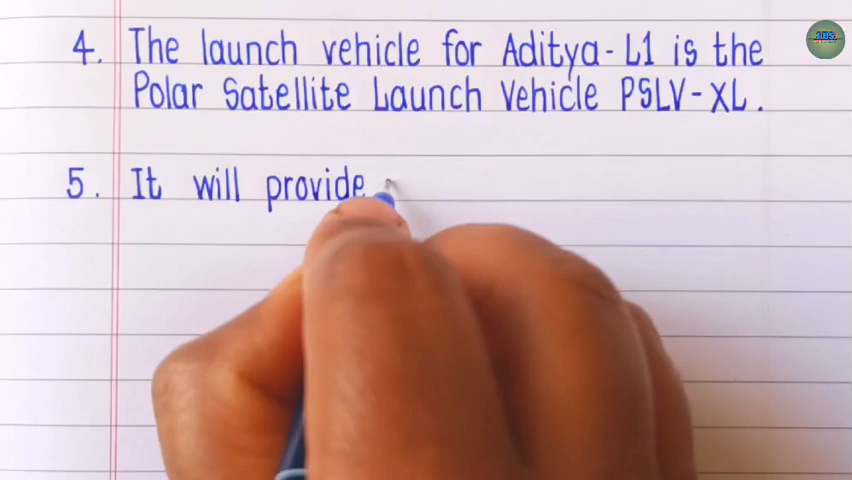 4. The launch vehicle for Aditya-L1 is the
Polar Satellite Launch Vehicle PSLV-XL.
5. It will provide